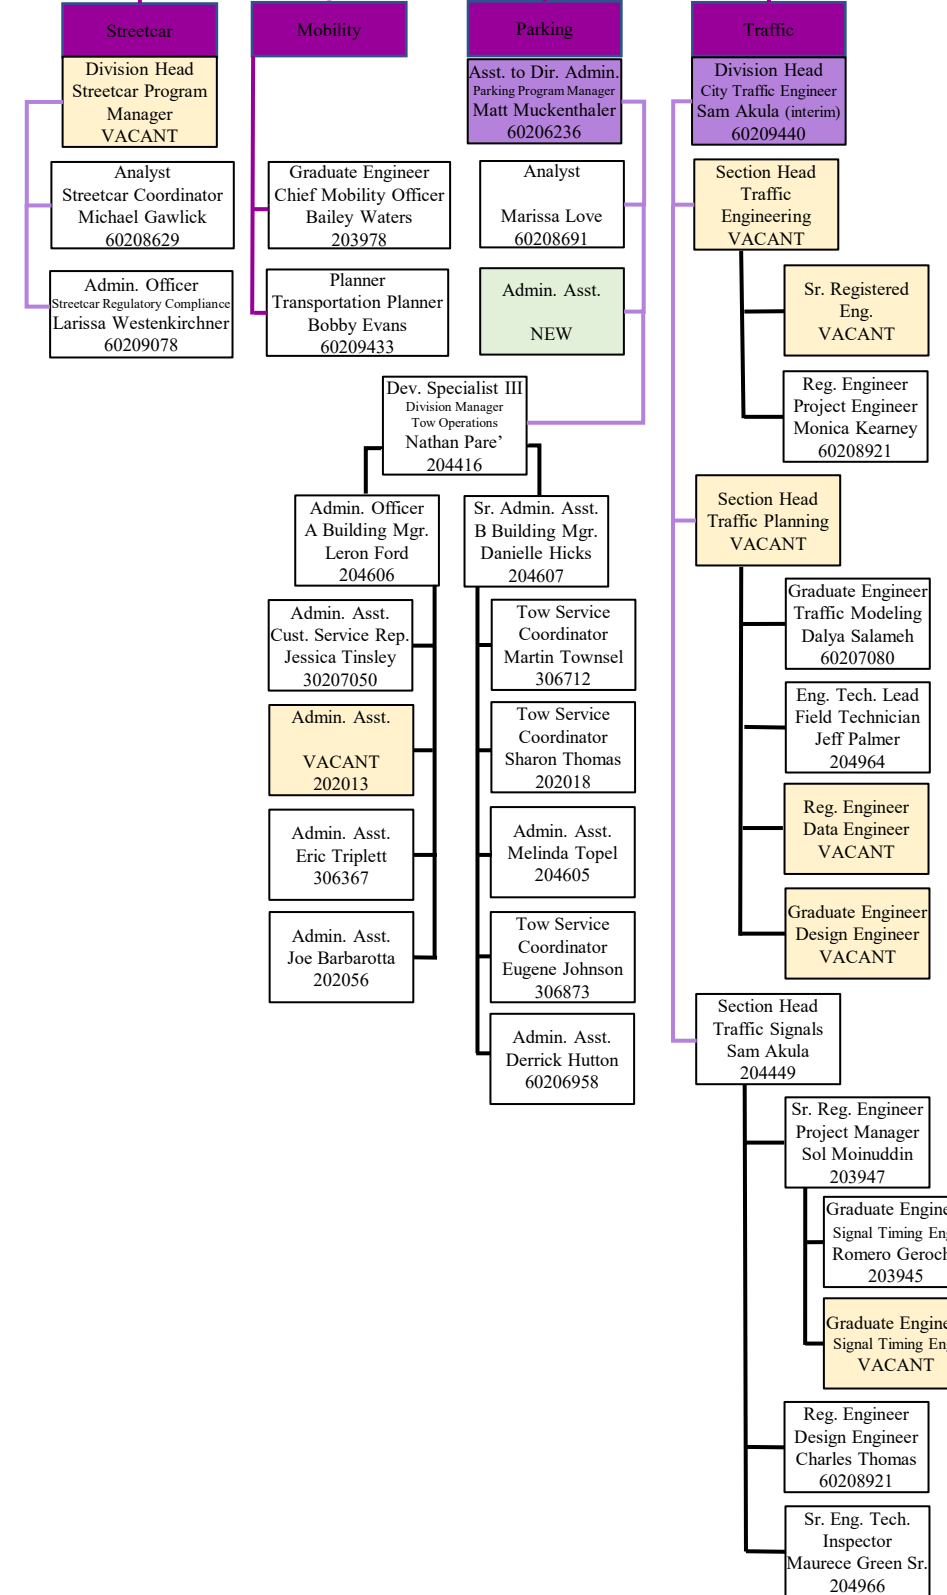 Streetcar
Division Head
Streetcar Program
Manager
VACANT
Analyst
Streetcar Coordinator
Michael Gawlick
60208629
Admin. Officer
Streetcar Regulatory Compliance
Larissa Westenkirchner
60209078
Mobility
Graduate Engineer
Chief Mobility Officer
Bailey Waters
203978
Planner
Transportation Planner
Bobby Evans
60209433
Parking
Asst. to Dir. Admin.
Parking Program Manager
Matt Muckenthaler
60206236
Analyst
Marissa Love
60208691
Admin. Asst.
NEW
Dev. Specialist III
Division Manager
Tow Operations
Nathan Pare’
204416
Admin. Officer
A Building Mgr.
Leron Ford
204606
Admin. Asst.
Cust. Service Rep.
Jessica Tinsley
30207050
Admin. Asst.
VACANT
202013
Admin. Asst.
Eric Triplett
306367
Admin. Asst.
Joe Barbarotta
202056
Sr. Admin. Asst.
B Building Mgr.
Danielle Hicks
204607
Tow Service
Coordinator
Martin Townsel
306712
Tow Service
Coordinator
Sharon Thomas
202018
Admin. Asst.
Melinda Topel
204605
Tow Service
Coordinator
Eugene Johnson
306873
Admin. Asst.
Derrick Hutton
60206958
Traffic
Division Head
City Traffic Engineer
Sam Akula (interim)
60209440
Section Head
Traffic
Engineering
VACANT
Sr. Registered
Eng.
VACANT
Reg. Engineer
Project Engineer
Monica Kearney
60208921
Section Head
Traffic Planning
VACANT
Graduate Engineer
Traffic Modeling
Dalya Salameh
60207080
Eng. Tech. Lead
Field Technician
Jeff Palmer
204964
Reg. Engineer
Data Engineer
VACANT
Graduate Engineer
Design Engineer
VACANT
Section Head
Traffic Signals
Sam Akula
204449
Sr. Reg. Engineer
Project Manager
Sol Moinuddin
203947
Graduate
Signal Timing
Romero
203945
Graduate
Signal Timing
VACANT
Reg. Engineer
Design Engineer
Charles Thomas
60208921
Sr. Eng. Tech.
Inspector
Maurece Green Sr.
204966